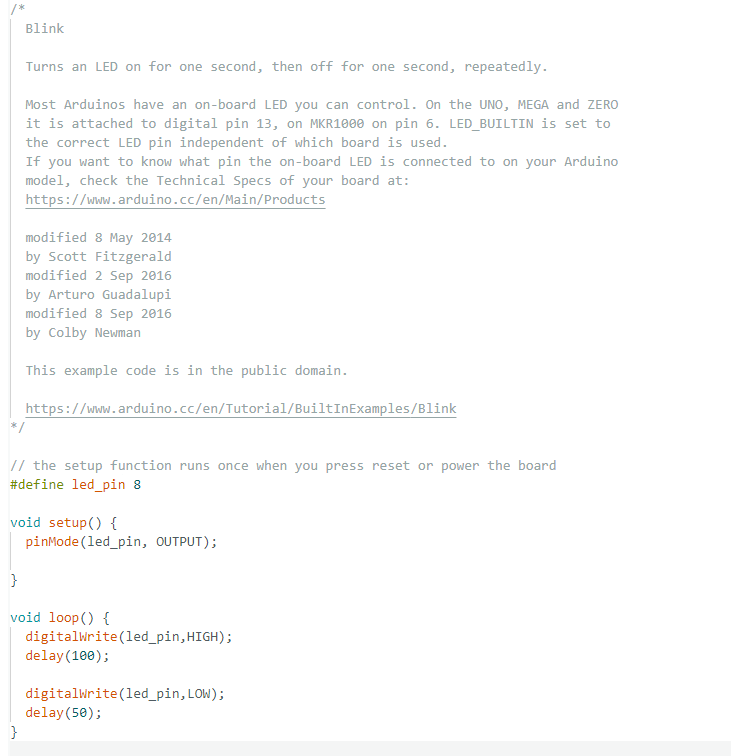 /*
Blink
Turns an LED on for one second, then off for one second, repeatedly.
Most Arduinos have an on-board LED you can control. On the UNO, MEGA and ZERO
it is attached to digital pin 13, on MKR1000 on pin 6. LED_BUILTIN is set to
the correct LED pin independent of which board is used.
If you want to know what pin the on-board LED is connected to on your Arduino
model, check the Technical Specs of your board at:
https://www.arduino.cc/en/Main/Products
modified 8 May 2014
by Scott Fitzgerald
modified 2 Sep 2016
by Arturo Guadalupi
modified 8 Sep 2016
by Colby Newman
This example code is in the public domain.
https://www.arduino.cc/en/Tutorial/BuiltInExamples/Blink
*/
// the setup function runs once when you press reset or power the board
#define led_pin 8
void setup() {
pinMode(led_pin, OUTPUT);
}
void loop() {
digitalWrite(led_pin,HIGH);
delay(100);
digitalWrite(led_pin,LOW);
delay(50);
}